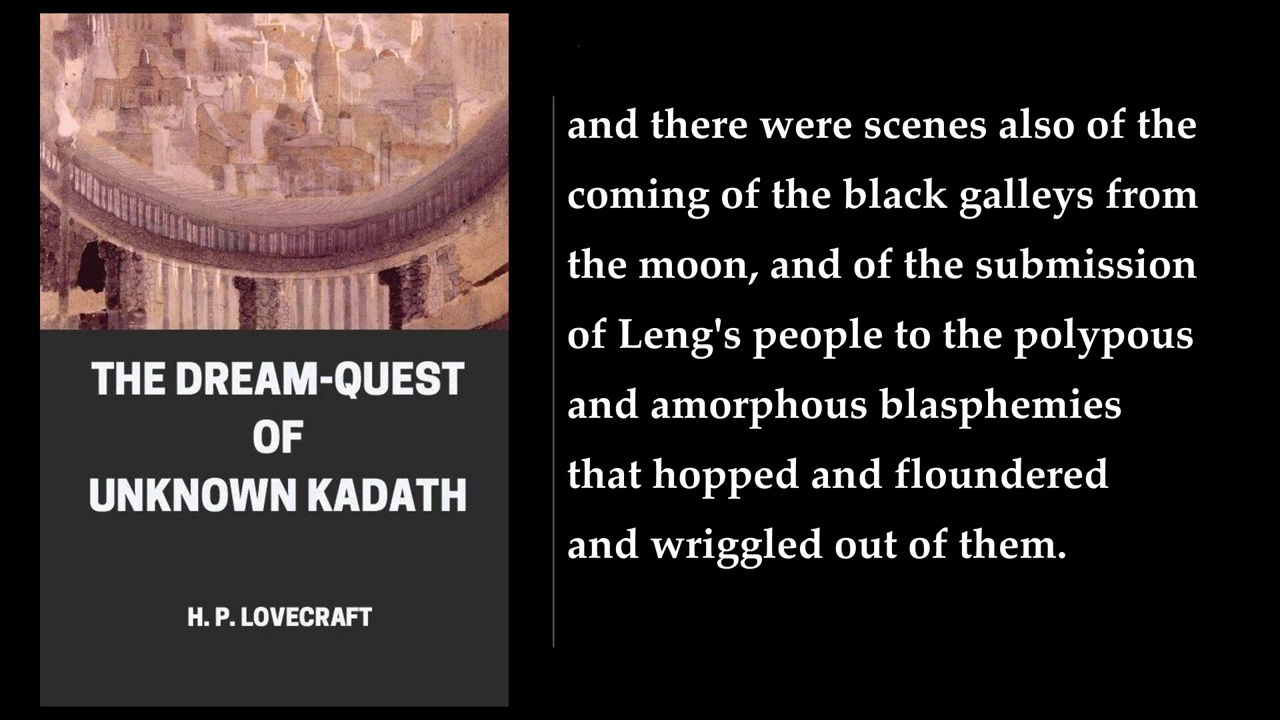 THE DREAM-QUEST
OF
UNKNOWN KADATH
H. P. LOVECRAFT
and there were scenes also of the
coming of the black galleys from
the moon, and of the submission
of Leng's people to the polypous
and amorphous blasphemies
that hopped and floundered
and wriggled out of them.